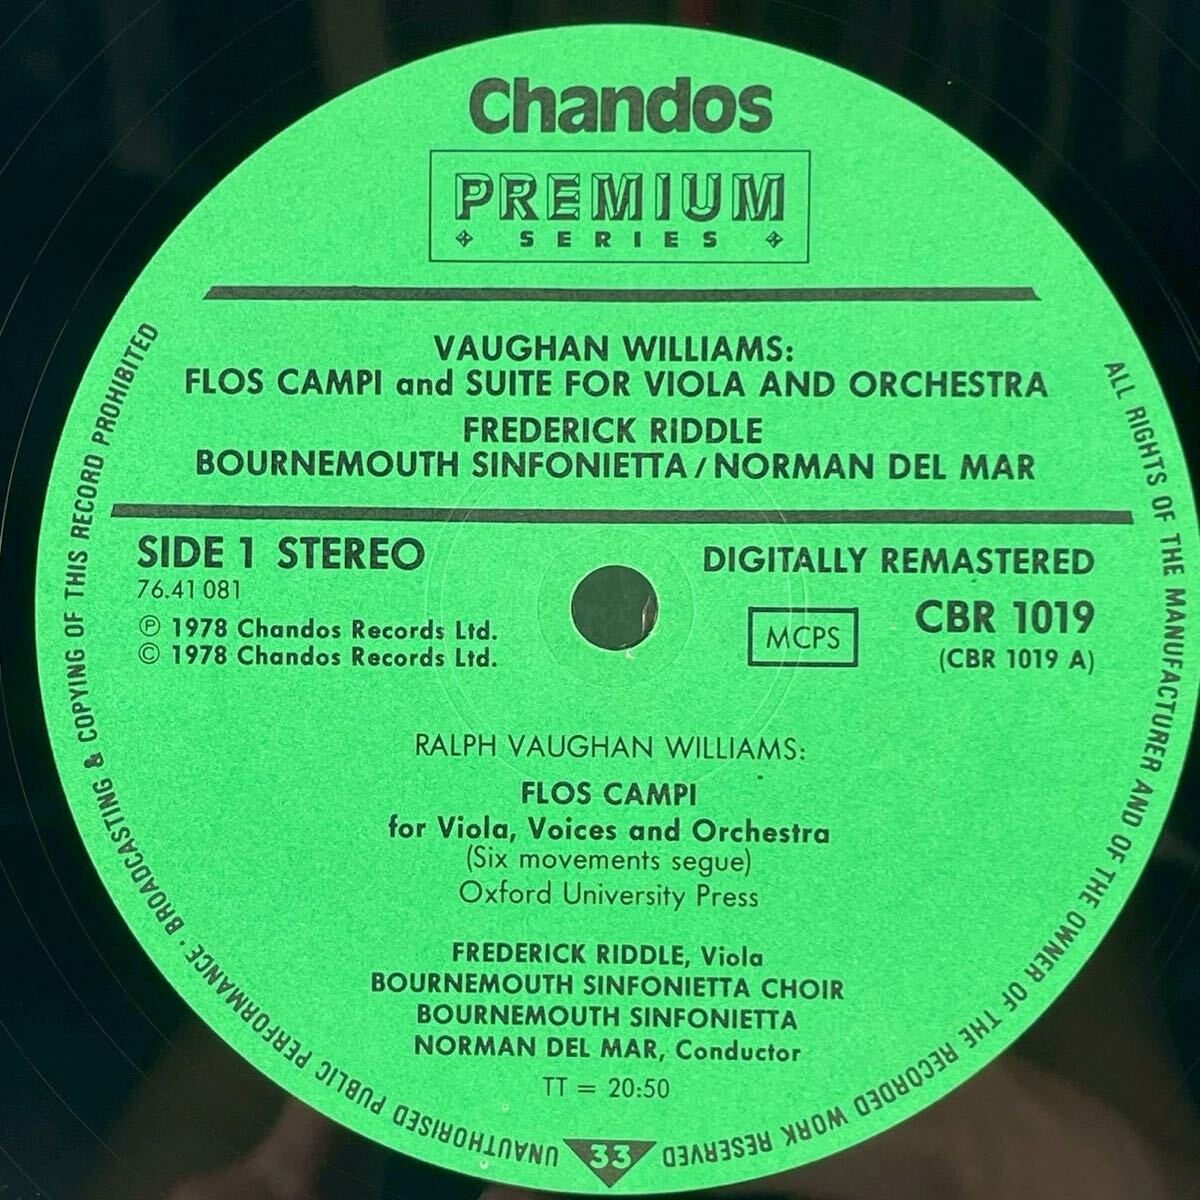 Chandos
PREMIUM
SERIES
VAUGHAN WILLIAMS:
FLOS CAMPI and SUITE FOR VIOLA AND ORCHESTRA
FREDERICK RIDDLE
BOURNEMOUTH SINFONIETTA/NORMAN DEL MAR
SIDE 1 STEREO
76.41 081
℗ 1978 Chandos Records Ltd.
© 1978 Chandos Records Ltd.
DIGITALLY REMASTERED
MCPS
CBR 1019
(CBR 1019 A)
RALPH VAUGHAN WILLIAMS:
FLOS CAMPI
for Viola, Voices and Orchestra
(Six movements segue)
Oxford University Press
FREDERICK RIDDLE, Viola
BOURNEMOUTH SINFONIETTA CHOIR
BOURNEMOUTH SINFONIETTA
NORMAN DEL MAR, Conductor
TT = 20:50
33
ALL RIGHTS OF THE MANUFACTURER AND OF THE OWNER OF THE RECORDED WORK RESERVED
UNAUTHORISED PUBLIC PERFORMANCE · BROADCASTING & COPYING OF THIS RECORD PROHIBITED